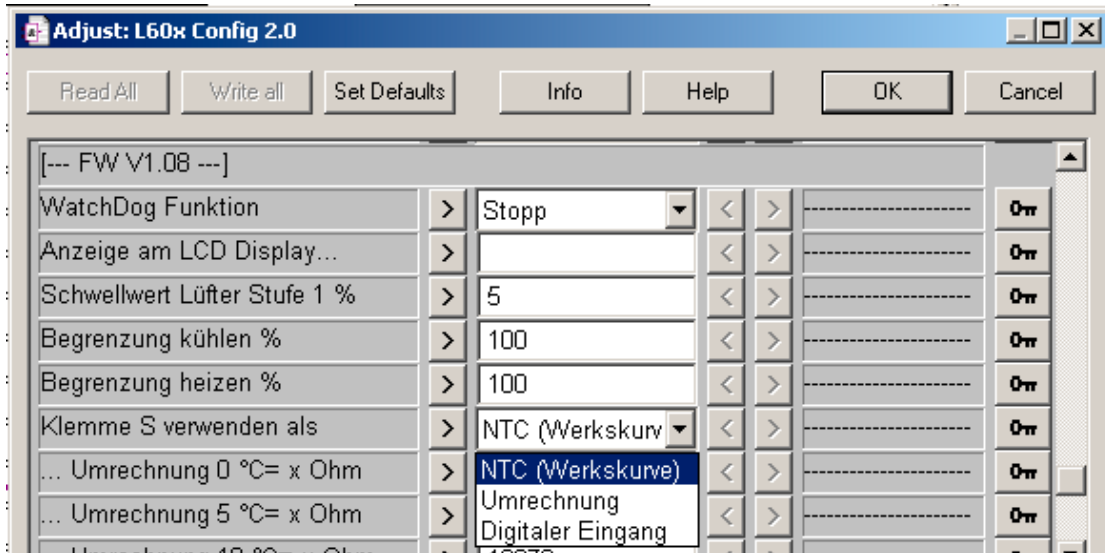 Adjust: L60x Config 2.0
Read All Write all Set Defaults Info Help OK Cancel
[--- FW V1.08 ---]
WatchDog Funktion > Stopp < > ----------------------
Anzeige am LCD Display... > < > ----------------------
Schwellwert Lüfter Stufe 1 % > 5 < > ----------------------
Begrenzung kühlen % > 100 < > ----------------------
Begrenzung heizen % > 100 < > ----------------------
Klemme S verwenden als > NTC (Werkskurv < > ----------------------
... Umrechnung 0 °C= x Ohm > NTC (Werkskurve) < > ----------------------
Umrechnung
... Umrechnung 5 °C= x Ohm > Digitaler Eingang < > ----------------------